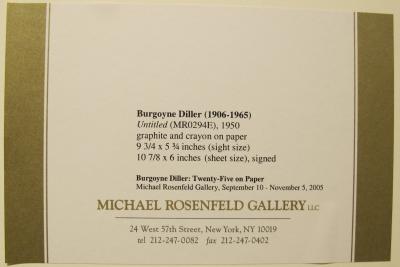 Burgoyne Diller (1906-1965)
Untitled (MR0294E), 1950
graphite and crayon on paper
9 3/4 x 5 ¾ inches (sight size)
10 7/8 x 6 inches (sheet size), signed
Burgoyne Diller: Twenty-Five on Paper
Michael Rosenfeld Gallery, September 10 - November 5, 2005
MICHAEL ROSENFELD GALLERY LLC
24 West 57th Street, New York, NY 10019
tel 212-247-0082 fax 212-247-0402